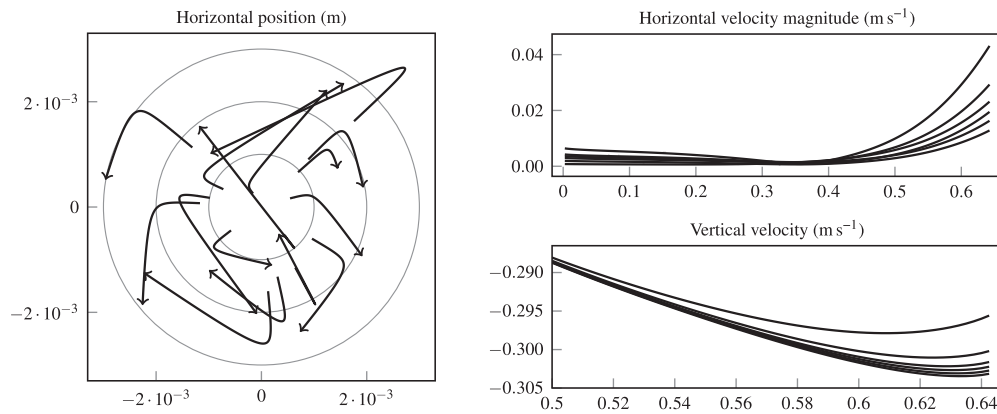 Horizontal position (m)
2·10⁻³
0
−2·10⁻³
−2·10⁻³ 0 2·10⁻³
Horizontal velocity magnitude (m s⁻¹)
0.04
0.02
0.00
0 0.1 0.2 0.3 0.4 0.5 0.6
Vertical velocity (m s⁻¹)
−0.290
−0.295
−0.300
−0.305
0.5 0.52 0.54 0.56 0.58 0.6 0.62 0.64